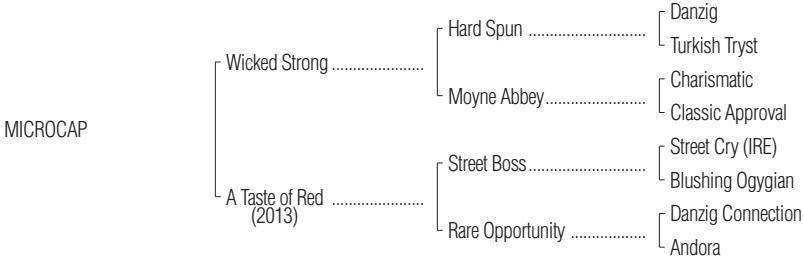 Danzig
Hard Spun
Turkish Tryst
Wicked Strong
Charismatic
Moyne Abbey
Classic Approval
MICROCAP
Street Cry (IRE)
Street Boss
Blushing Ogygian
A Taste of Red
(2013)
Danzig Connection
Rare Opportunity
Andora